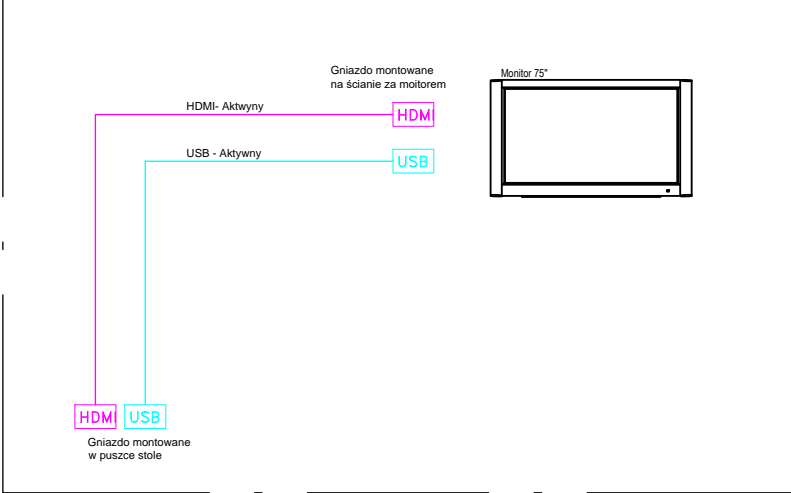 Gniazdo montowane
na ścianie za moitorem
Monitor 75"
HDMI- Aktwyny
HDMI
USB - Aktywny
USB
HDMI USB
Gniazdo montowane
w puszce stole